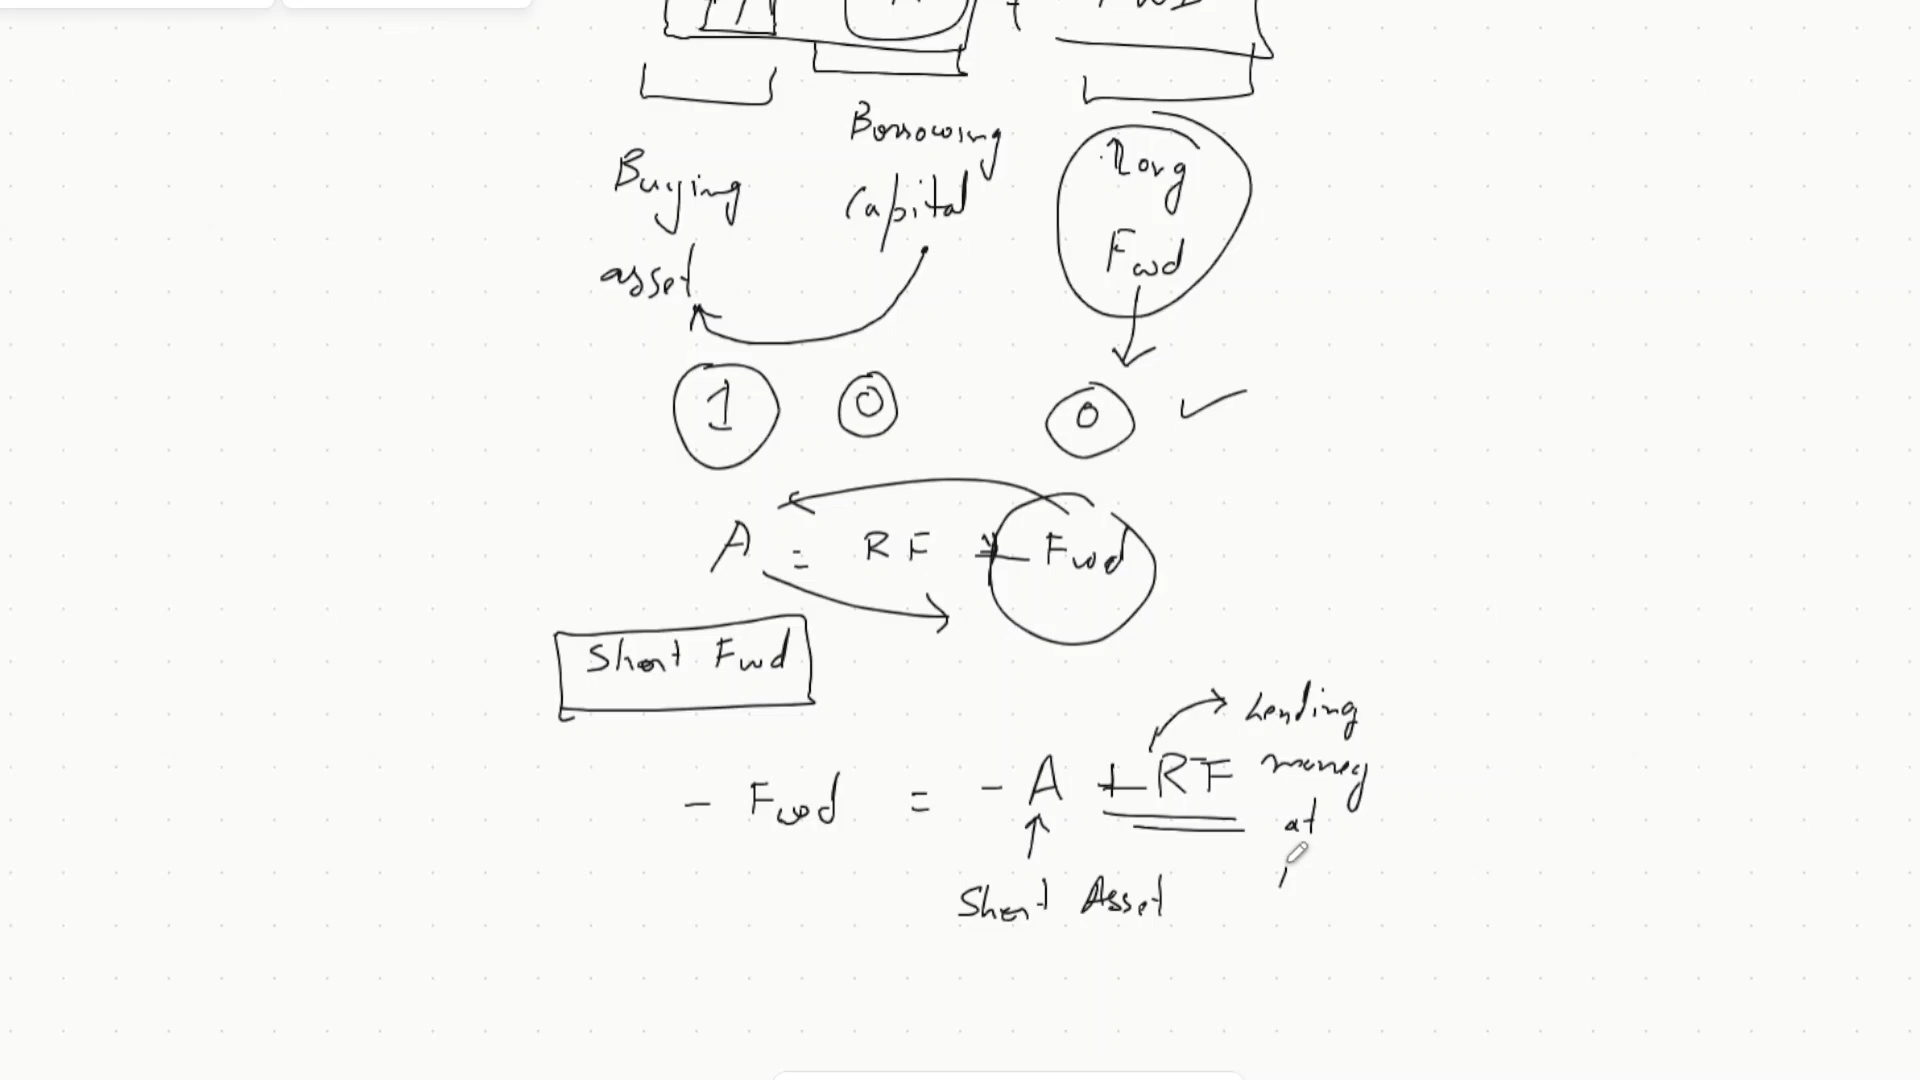 Borrowing
Capital
Buying
asset
Long
Fwd
1 0 0 ✓
A = RF + Fwd
Short Fwd
- Fwd = - A + RF
Lending
money
at
Short Asset